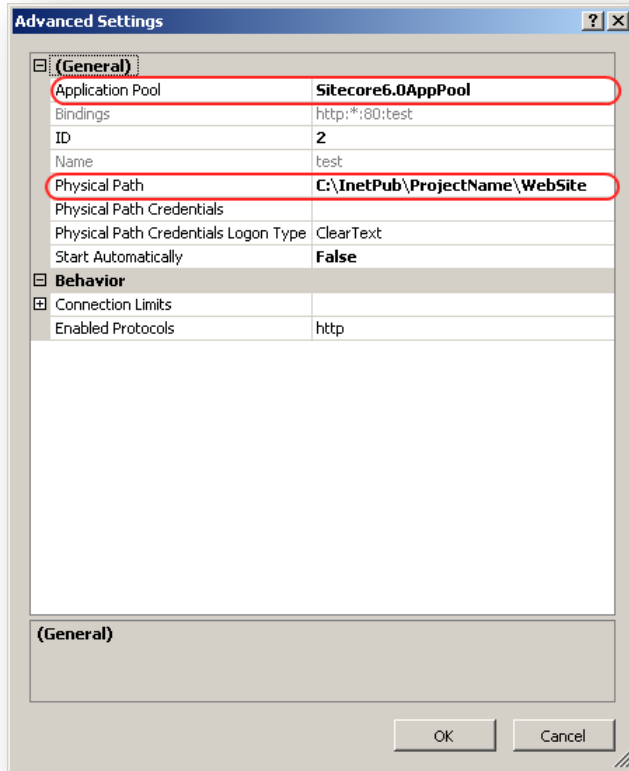 Advanced Settings
(General)
Application Pool Sitecore6.0AppPool
Bindings http:*:80:test
ID 2
Name test
Physical Path C:\InetPub\ProjectName\WebSite
Physical Path Credentials
Physical Path Credentials Logon Type ClearText
Start Automatically False
Behavior
Connection Limits
Enabled Protocols http
(General)
OK Cancel